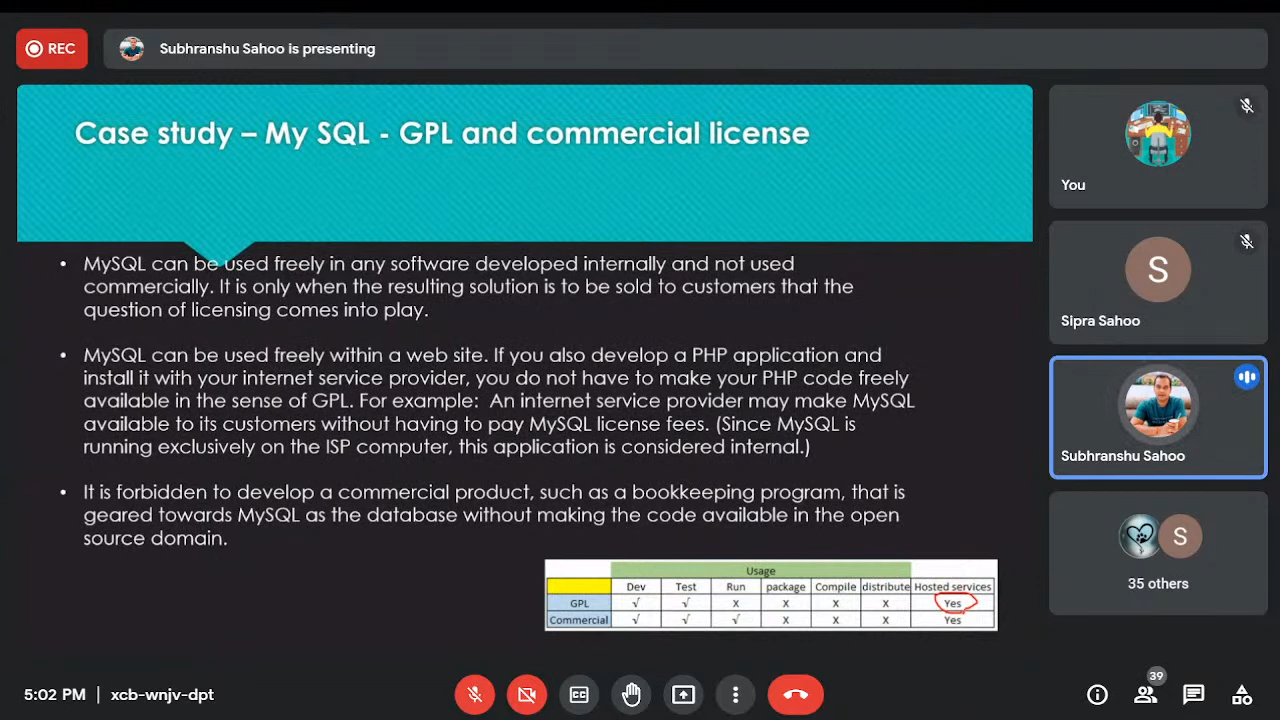 REC
Subhranshu Sahoo is presenting
Case study – My SQL - GPL and commercial license
• MySQL can be used freely in any software developed internally and not used
commercially. It is only when the resulting solution is to be sold to customers that the
question of licensing comes into play.
• MySQL can be used freely within a web site. If you also develop a PHP application and
install it with your internet service provider, you do not have to make your PHP code freely
available in the sense of GPL. For example:  An internet service provider may make MySQL
available to its customers without having to pay MySQL license fees. (Since MySQL is
running exclusively on the ISP computer, this application is considered internal.)
• It is forbidden to develop a commercial product, such as a bookkeeping program, that is
geared towards MySQL as the database without making the code available in the open
source domain.
Usage
Dev Test Run package Compile distribute Hosted services
GPL √ √ X X X X Yes
Commercial √ √ √ X X X Yes
You
S
Sipra Sahoo
Subhranshu Sahoo
S
35 others
5:02 PM | xcb-wnjv-dpt
CC
39